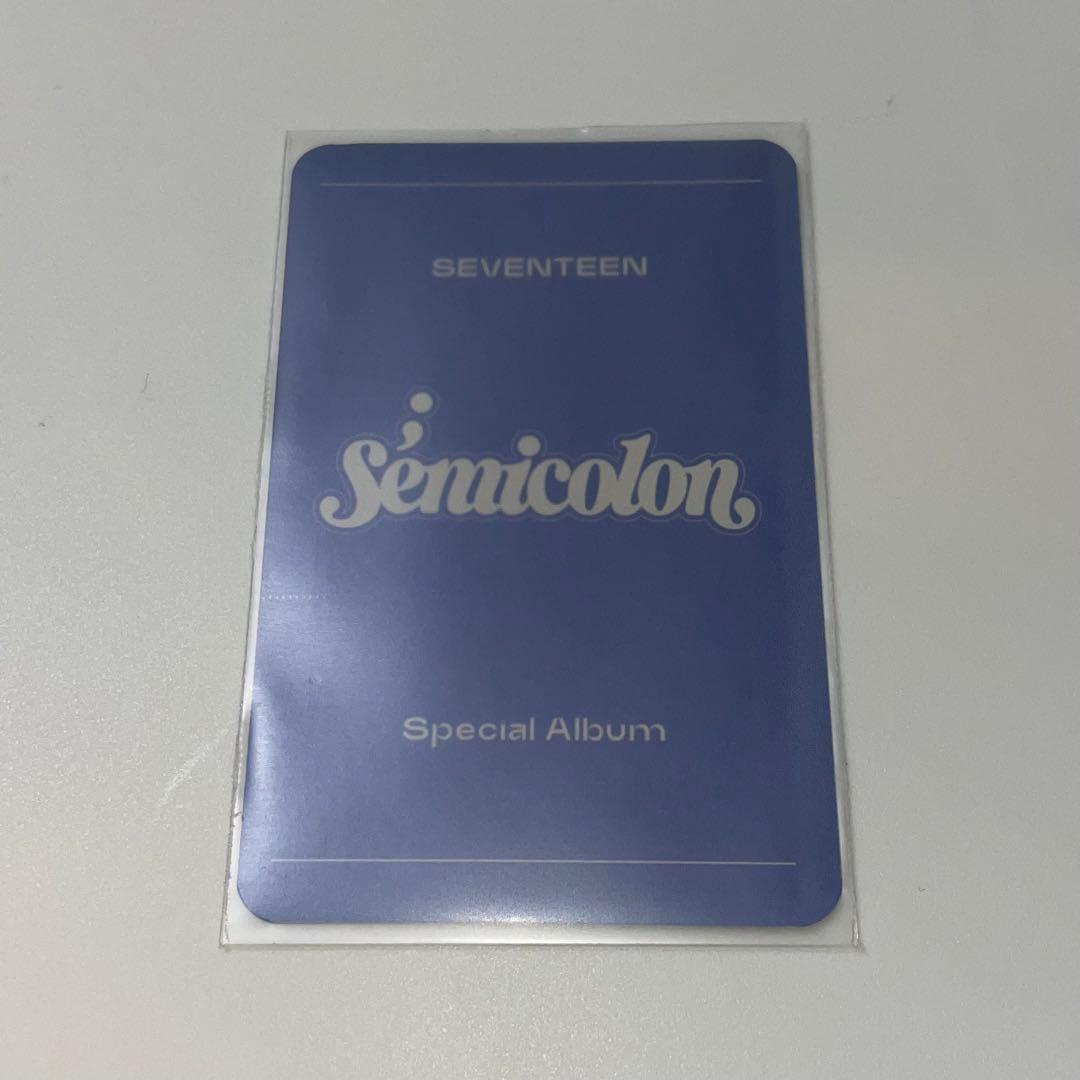 SEVENTEEN
; Semicolon
Special Album